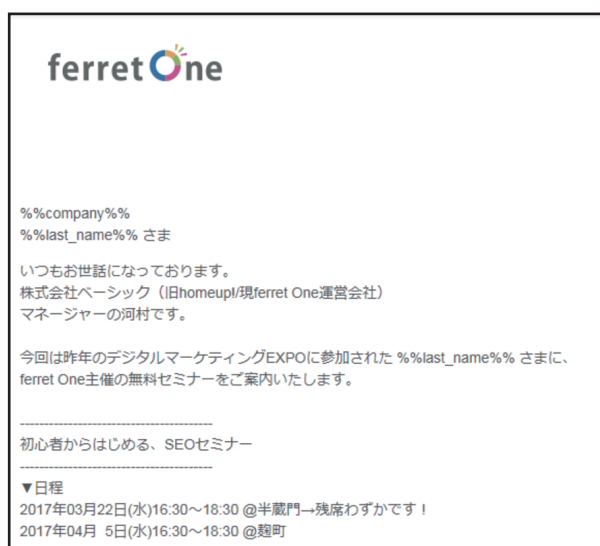 ferret One
%%company%%
%%last_name%% さま
いつもお世話になっております。
株式会社ベーシック（旧homeup!/現ferret One運営会社）
マネージャーの河村です。
今回は昨年のデジタルマーケティングEXPOに参加された %%last_name%% さまに、
ferret One主催の無料セミナーをご案内いたします。
----------------------------------------
初心者からはじめる、SEOセミナー
----------------------------------------
▼日程
2017年03月22日(水)16:30～18:30 @半蔵門→残席わずかです！
2017年04月 5日(水)16:30～18:30 @麹町